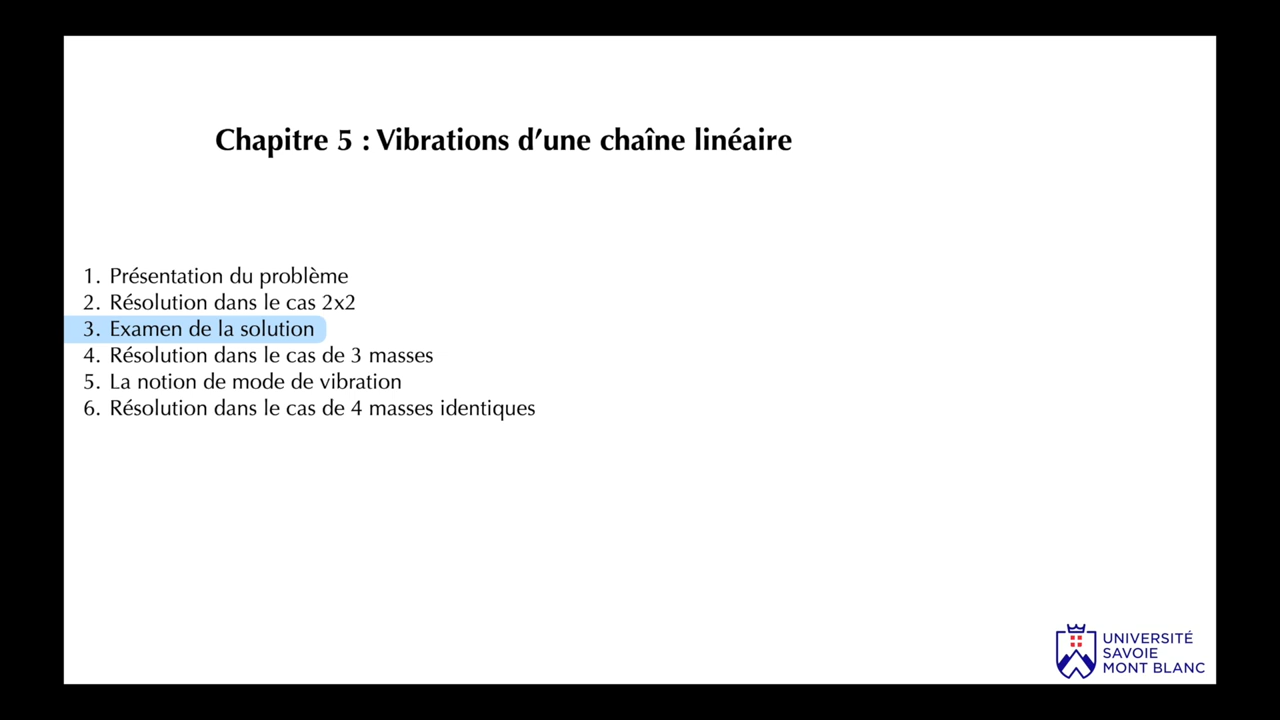 Chapitre 5 : Vibrations d’une chaîne linéaire
1. Présentation du problème
2. Résolution dans le cas 2x2
3. Examen de la solution
4. Résolution dans le cas de 3 masses
5. La notion de mode de vibration
6. Résolution dans le cas de 4 masses identiques
UNIVERSITÉ
SAVOIE
MONT BLANC